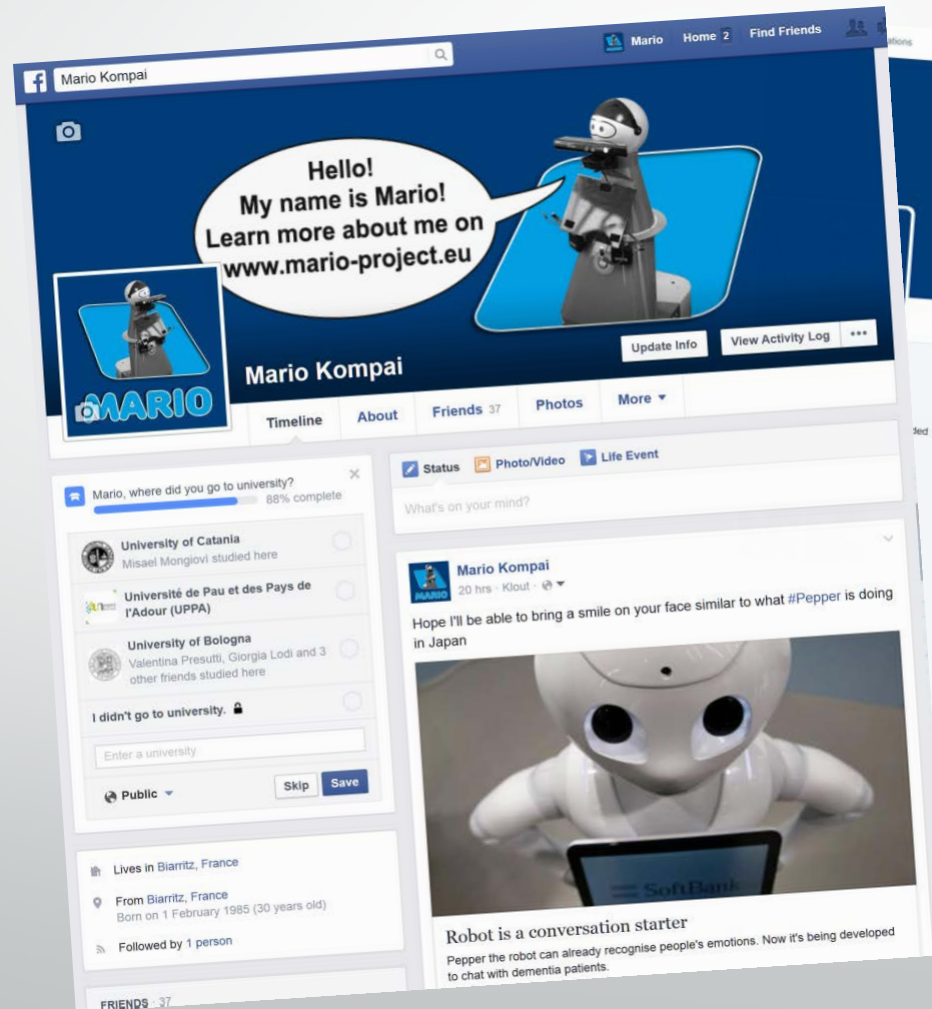 Mario Kompai
Mario Home 2 Find Friends
Hello!
My name is Mario!
Learn more about me on
www.mario-project.eu
MARIO
Mario Kompai
Update Info View Activity Log •••
Timeline About Friends 37 Photos More
Mario, where did you go to university?
88% complete
University of Catania
Misael Mongiovì studied here
Université de Pau et des Pays de
l'Adour (UPPA)
University of Bologna
Valentina Presutti, Giorgia Lodi and 3
other friends studied here
I didn't go to university.
Enter a university
Public Skip Save
Lives in Biarritz, France
From Biarritz, France
Born on 1 February 1985 (30 years old)
Followed by 1 person
FRIENDS · 37
Status Photo/Video Life Event
What's on your mind?
MARIO
Mario Kompai
20 hrs · Klout ·
Hope I'll be able to bring a smile on your face similar to what #Pepper is doing
in Japan
SoftBank
Robot is a conversation starter
Pepper the robot can already recognise people's emotions. Now it's being developed
to chat with dementia patients.